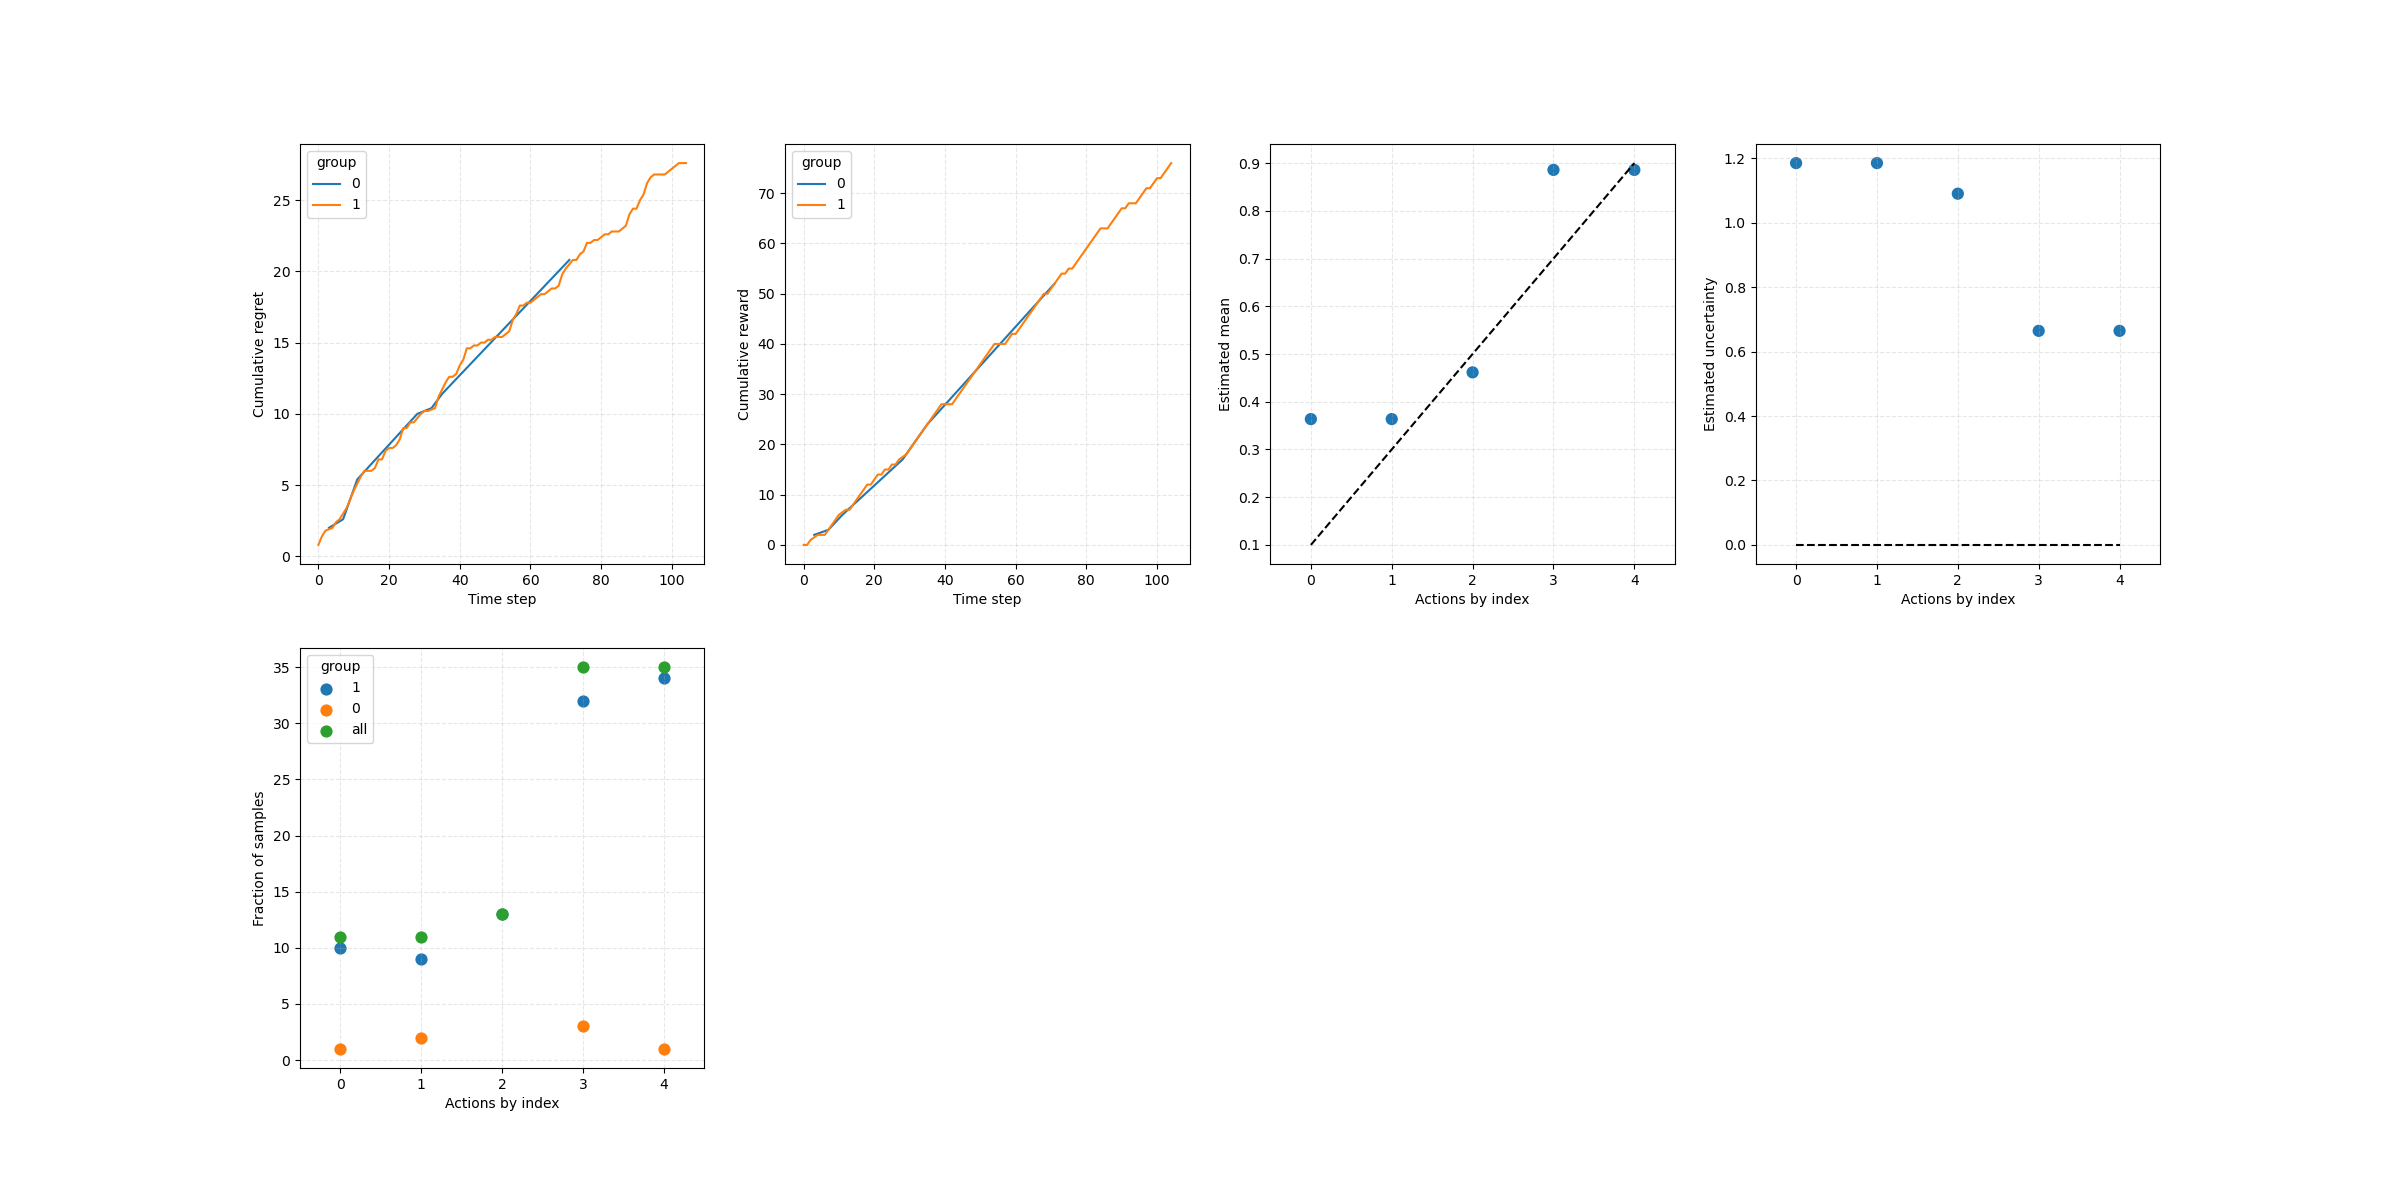 group
0
1
25
20
15
10
5
0
Cumulative regret
0 20 40 60 80 100
Time step
group
0
1
70
60
50
40
30
20
10
0
Cumulative reward
0 20 40 60 80 100
Time step
0.9
0.8
0.7
0.6
0.5
0.4
0.3
0.2
0.1
Estimated mean
0 1 2 3 4
Actions by index
1.2
1.0
0.8
0.6
0.4
0.2
0.0
Estimated uncertainty
0 1 2 3 4
Actions by index
group
1
0
all
35
30
25
20
15
10
5
0
Fraction of samples
0 1 2 3 4
Actions by index